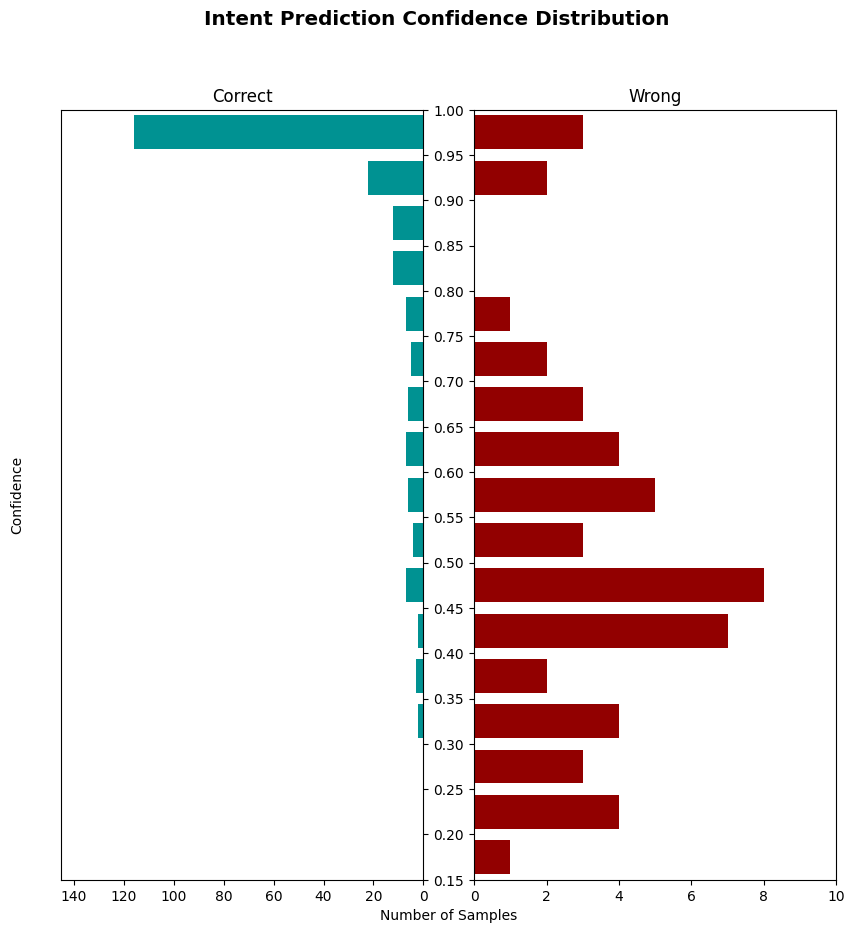 Intent Prediction Confidence Distribution
Correct
Wrong
1.00
0.95
0.90
0.85
0.80
0.75
0.70
0.65
0.60
0.55
0.50
0.45
0.40
0.35
0.30
0.25
0.20
0.15
Confidence
140 120 100 80 60 40 20 0
0 2 4 6 8 10
Number of Samples